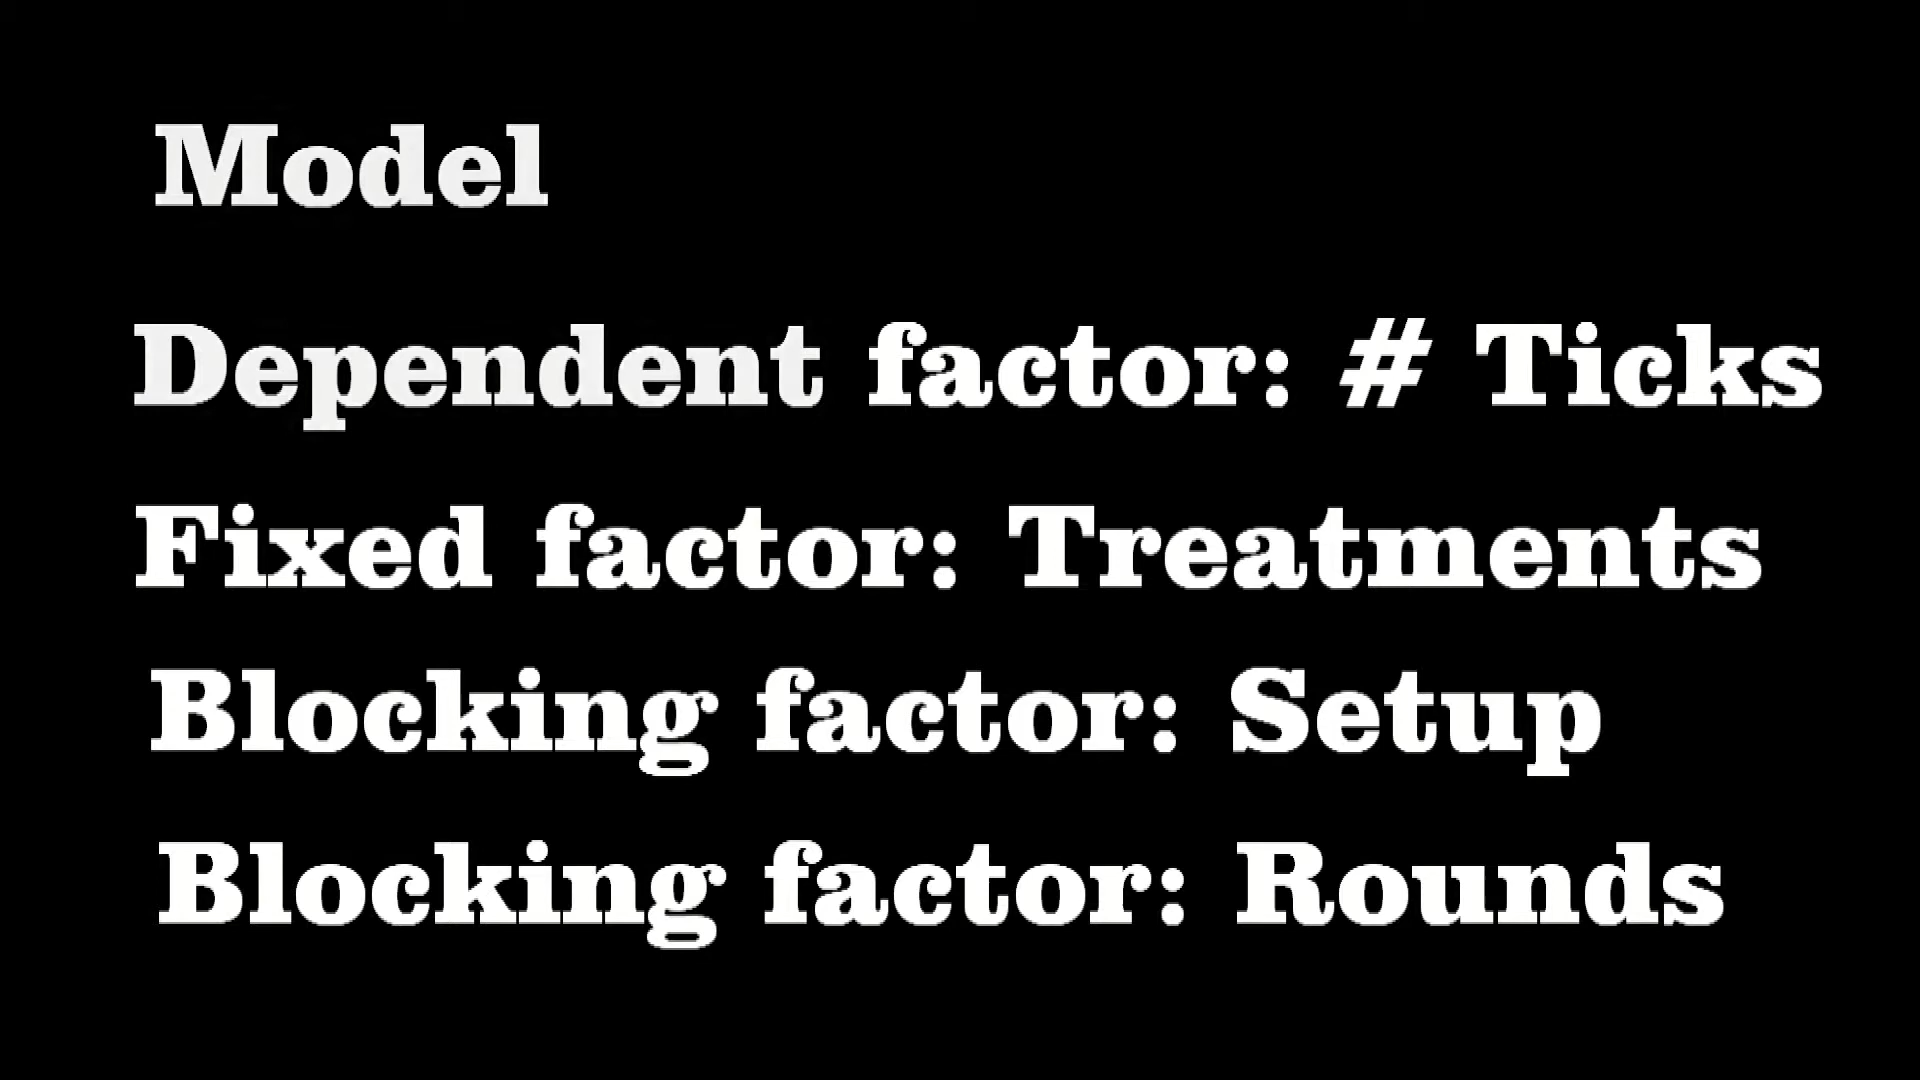 Model
Dependent factor: # Ticks
Fixed factor: Treatments
Blocking factor: Setup
Blocking factor: Rounds